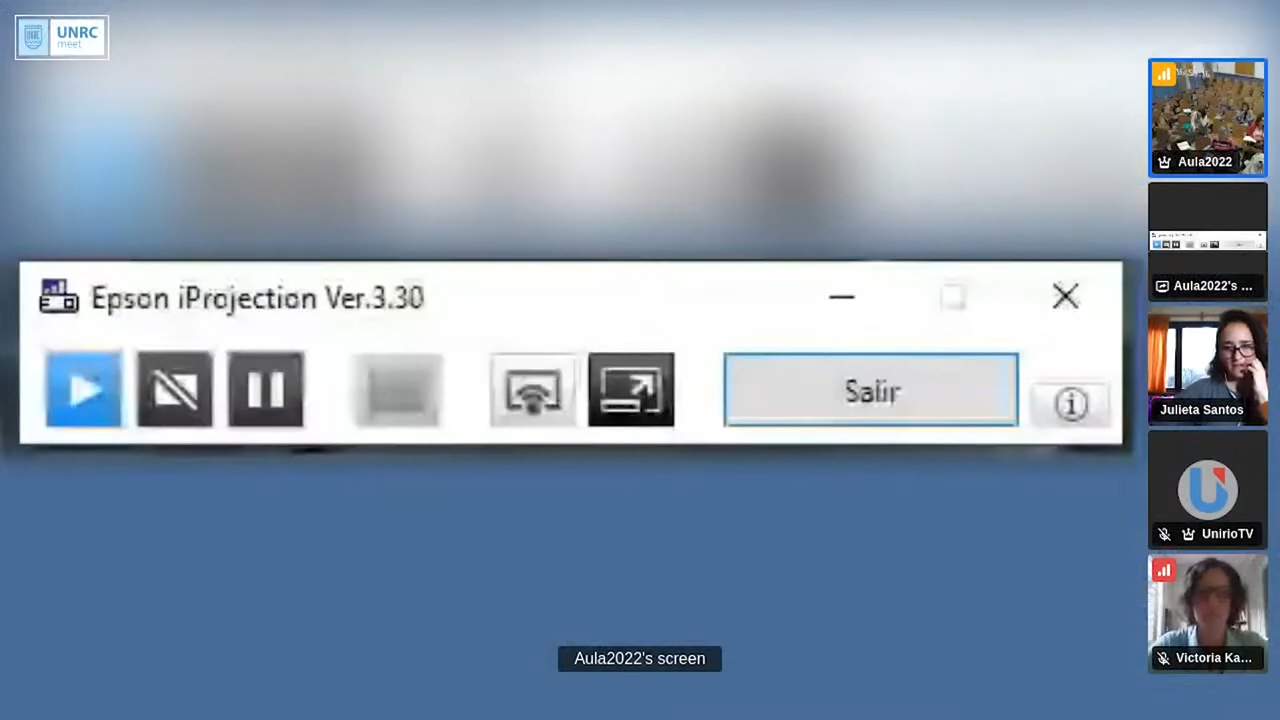 UNRC
meet
Epson iProjection Ver.3.30
Salir
Aula2022's screen
Aula2022
Aula2022's ...
Julieta Santos
UnirioTV
Victoria Ka...